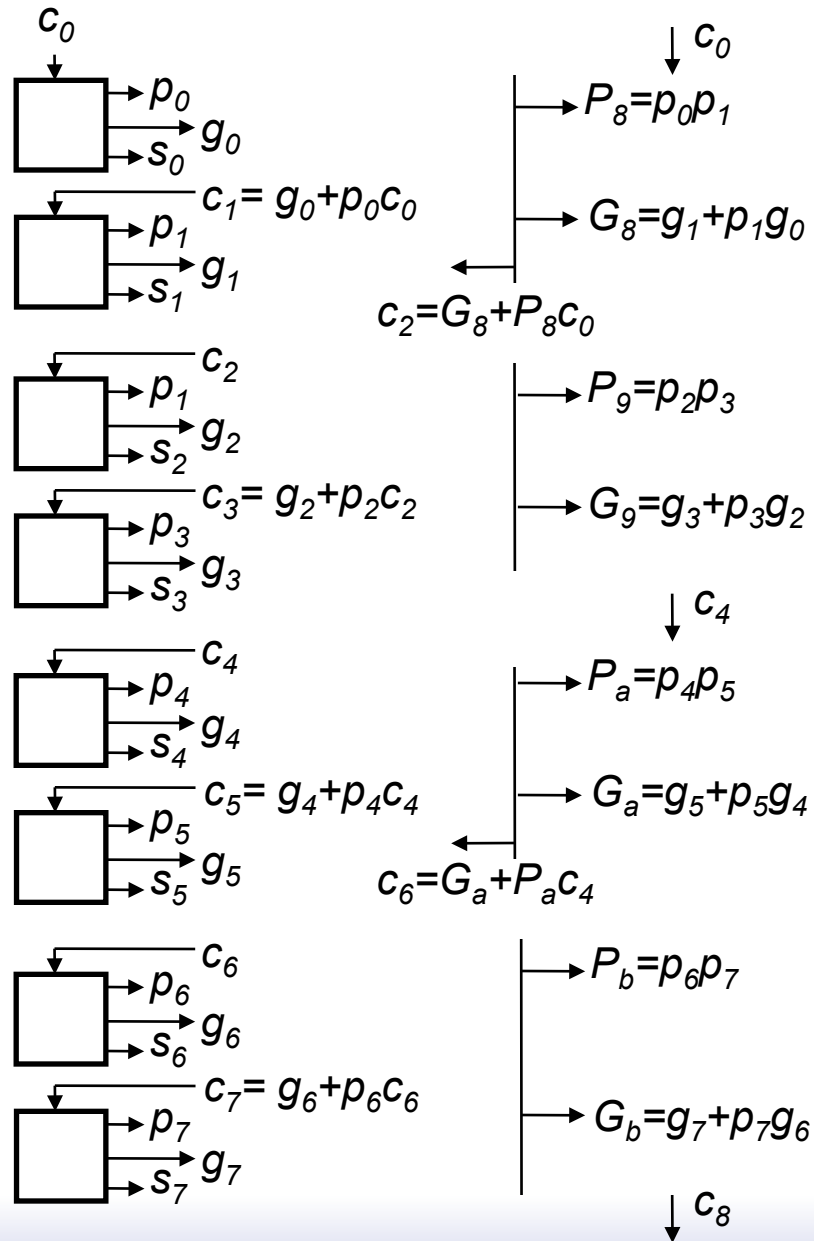 c₀
p₀
g₀
s₀
c₁= g₀+p₀c₀
p₁
g₁
s₁
c₂
p₁
g₂
s₂
c₃= g₂+p₂c₂
p₃
g₃
s₃
c₄
p₄
g₄
s₄
c₅= g₄+p₄c₄
p₅
g₅
s₅
c₆
p₆
g₆
s₆
c₇= g₆+p₆c₆
p₇
g₇
s₇
c₀
P₈=p₀p₁
G₈=g₁+p₁g₀
c₂=G₈+P₈c₀
P₉=p₂p₃
G₉=g₃+p₃g₂
c₄
Pₐ=p₄p₅
Gₐ=g₅+p₅g₄
c₆=Gₐ+Pₐc₄
P_b=p₆p₇
G_b=g₇+p₇g₆
c₈